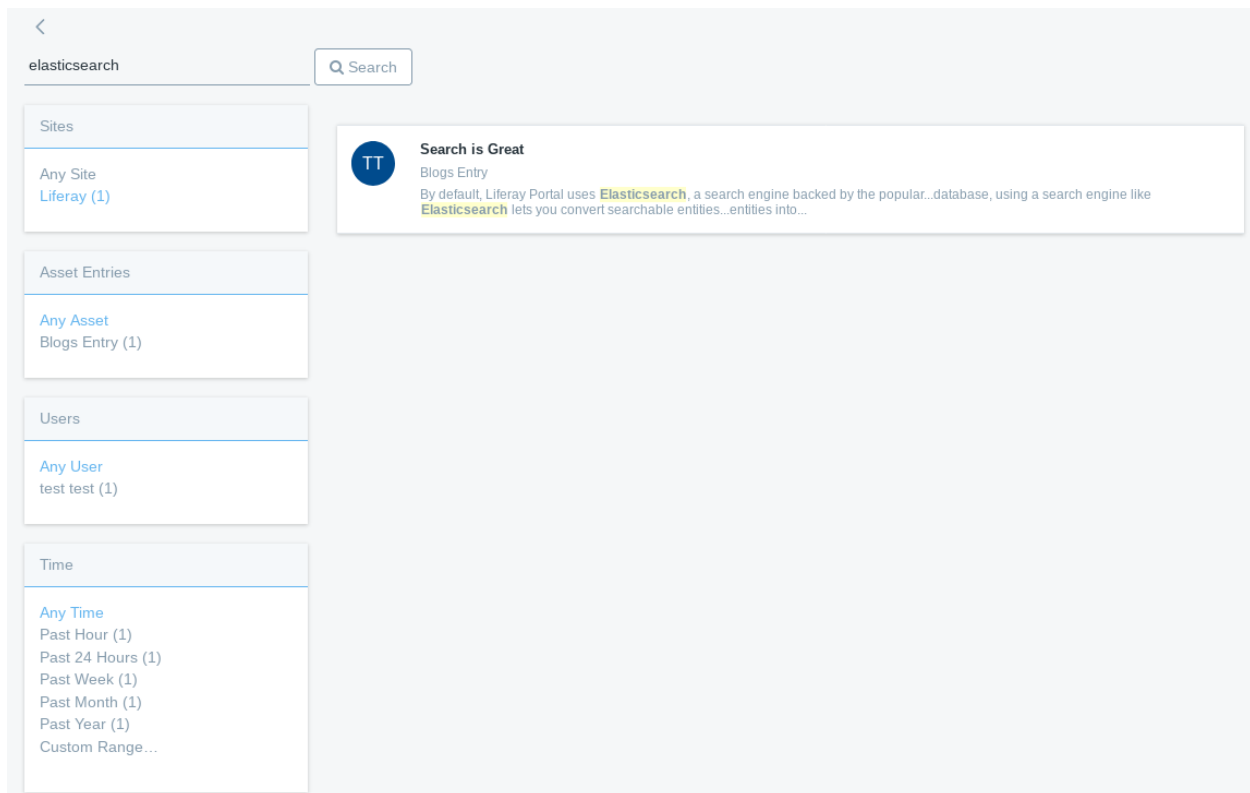 elasticsearch
Search
Sites
Any Site
Liferay (1)
Asset Entries
Any Asset
Blogs Entry (1)
Users
Any User
test test (1)
Time
Any Time
Past Hour (1)
Past 24 Hours (1)
Past Week (1)
Past Month (1)
Past Year (1)
Custom Range…
TT
Search is Great
Blogs Entry
By default, Liferay Portal uses Elasticsearch, a search engine backed by the popular...database, using a search engine like
Elasticsearch lets you convert searchable entities...entities into...